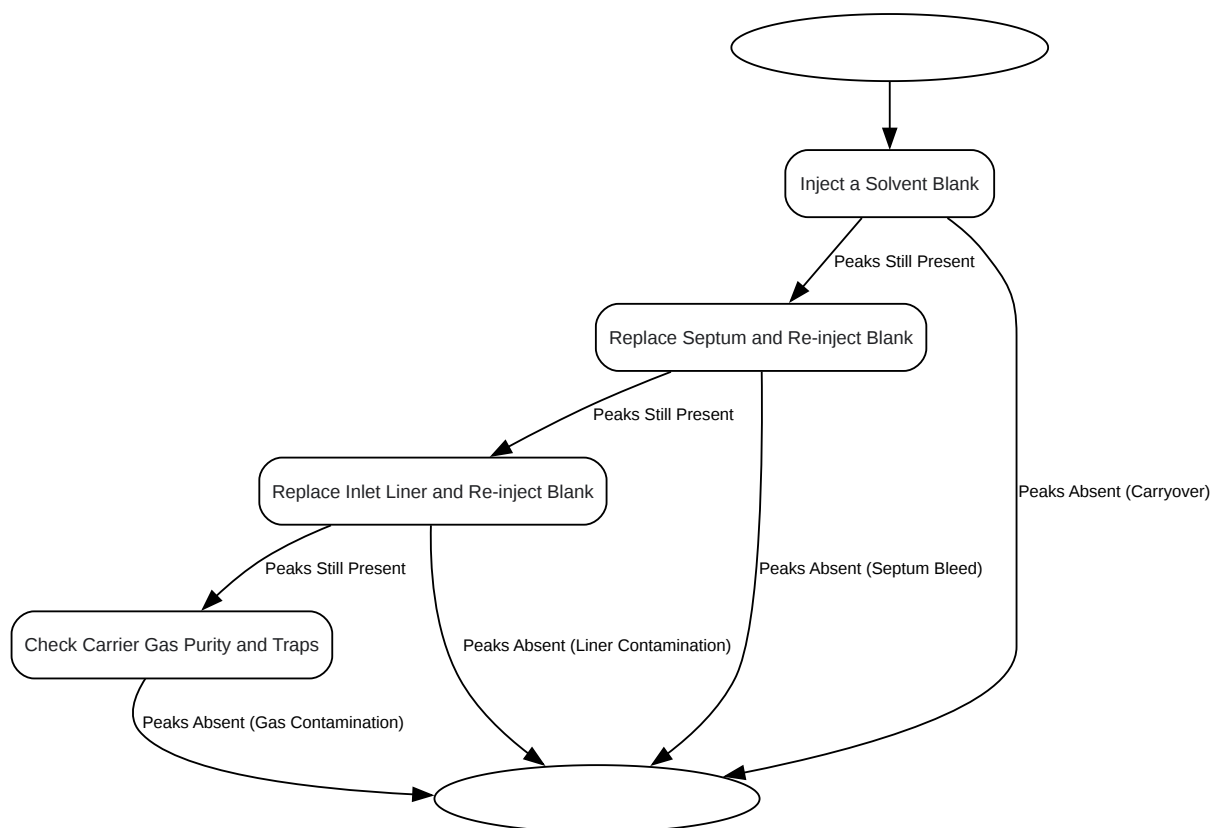 Inject a Solvent Blank
Peaks Still Present
Replace Septum and Re-inject Blank
Peaks Still Present
Replace Inlet Liner and Re-inject Blank
Peaks Absent (Carryover)
Peaks Still Present
Peaks Absent (Septum Bleed)
Check Carrier Gas Purity and Traps
Peaks Absent (Liner Contamination)
Peaks Absent (Gas Contamination)